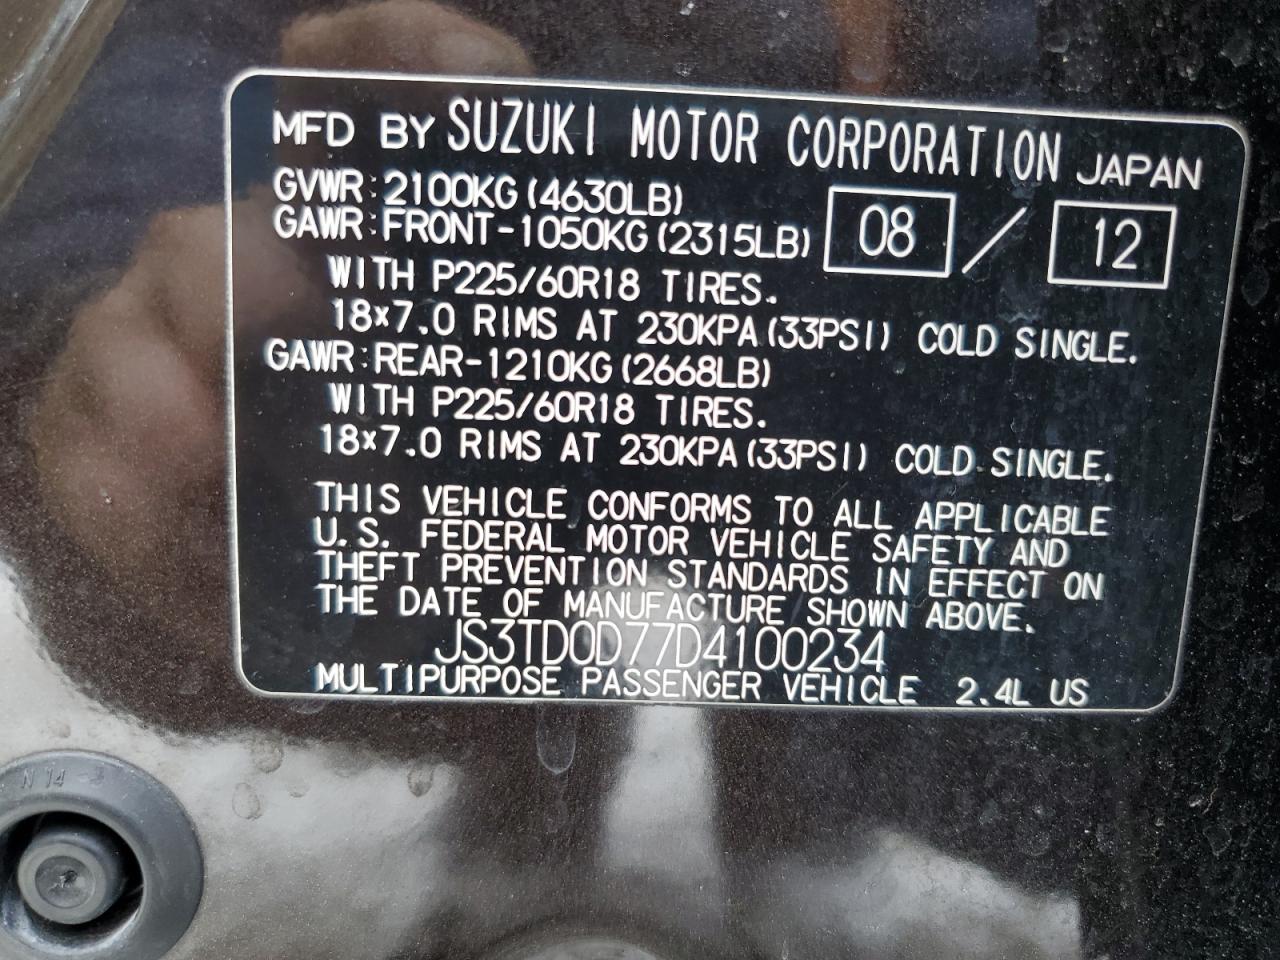 MFD BY SUZUKI MOTOR CORPORATION JAPAN
GVWR:2100KG(4630LB)
GAWR:FRONT-1050KG(2315LB) 08 / 12
WITH P225/60R18 TIRES.
18×7.0 RIMS AT 230KPA(33PSI) COLD SINGLE.
GAWR:REAR-1210KG(2668LB)
WITH P225/60R18 TIRES.
18×7.0 RIMS AT 230KPA(33PSI) COLD SINGLE.
THIS VEHICLE CONFORMS TO ALL APPLICABLE
U.S. FEDERAL MOTOR VEHICLE SAFETY AND
THEFT PREVENTION STANDARDS IN EFFECT ON
THE DATE OF MANUFACTURE SHOWN ABOVE.
JS3TD0D77D4100234
MULTIPURPOSE PASSENGER VEHICLE 2.4L US
N 14